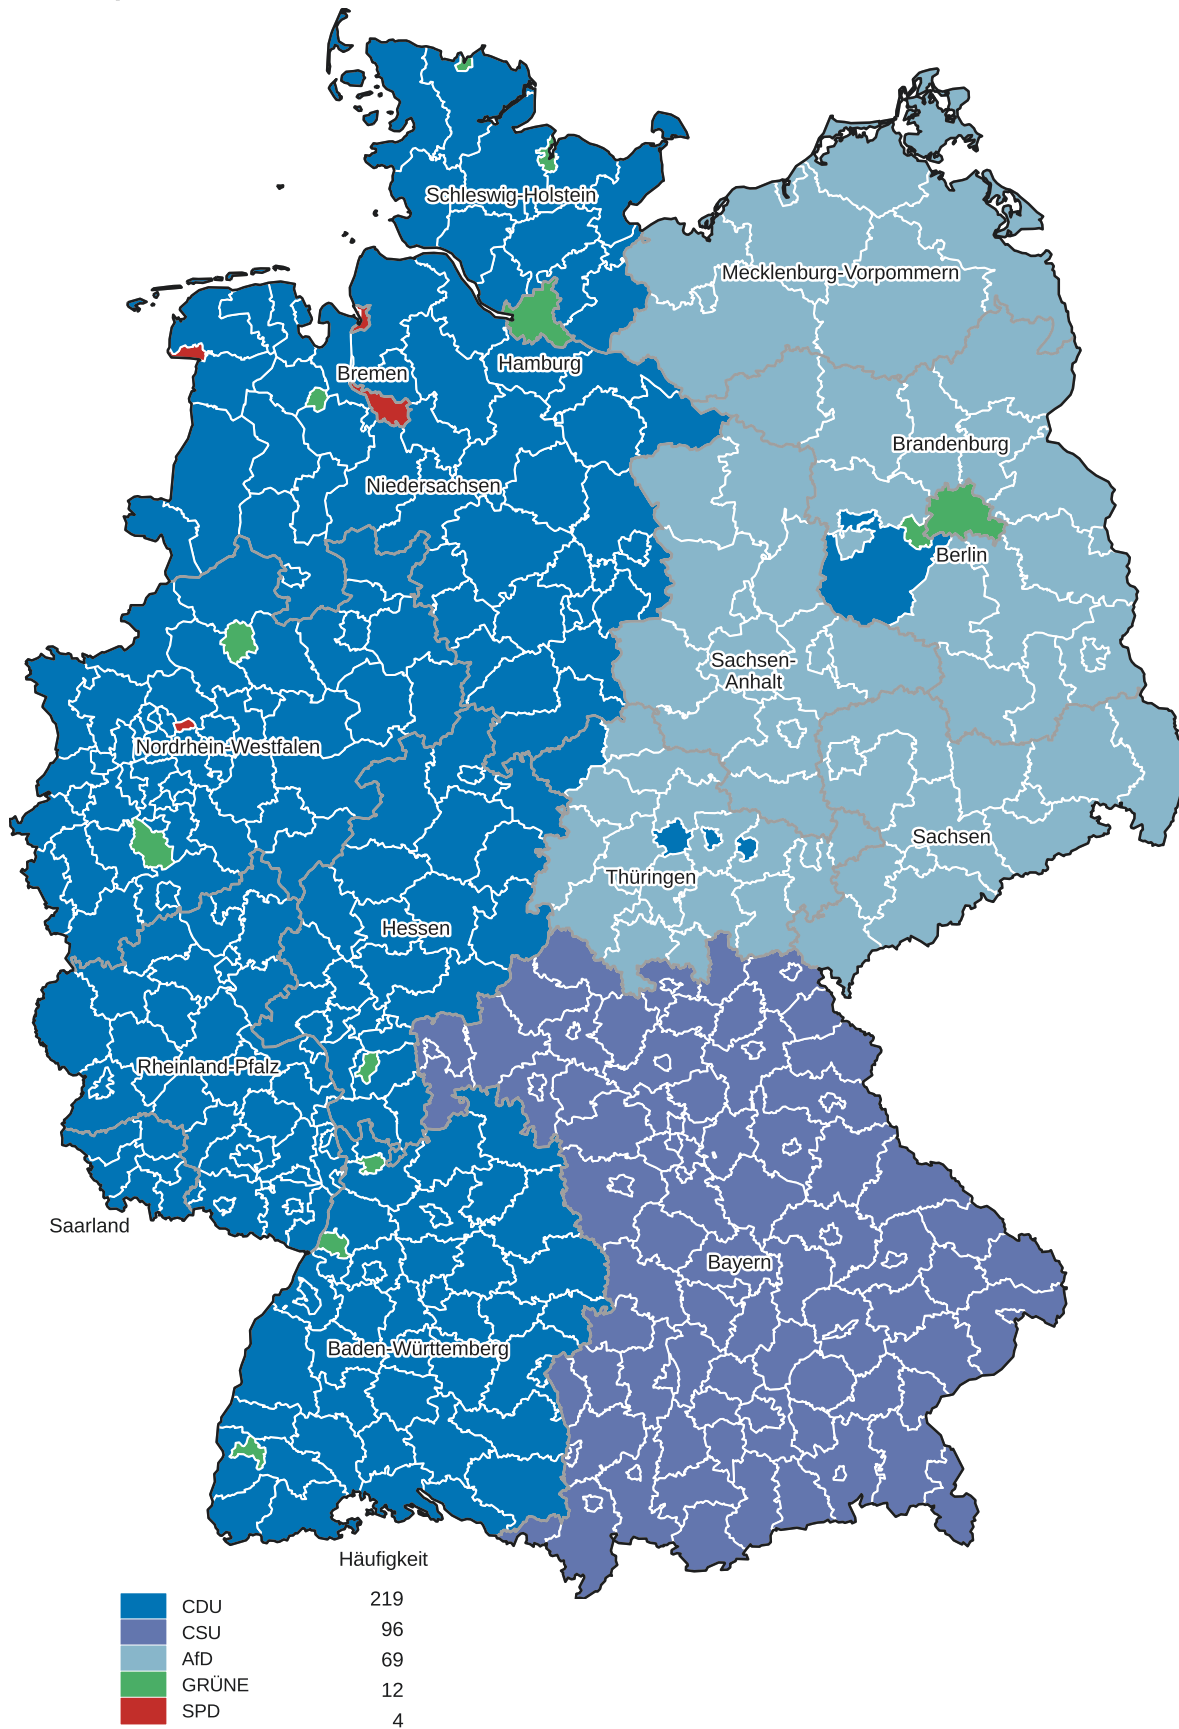 Schleswig-Holstein
Mecklenburg-Vorpommern
Hamburg
Bremen
Brandenburg
Niedersachsen
Berlin
Sachsen-
Anhalt
Nordrhein-Westfalen
Sachsen
Thüringen
Hessen
Rheinland-Pfalz
Saarland
Bayern
Baden-Württemberg
Häufigkeit
CDU 219
CSU 96
AfD 69
GRÜNE 12
SPD 4